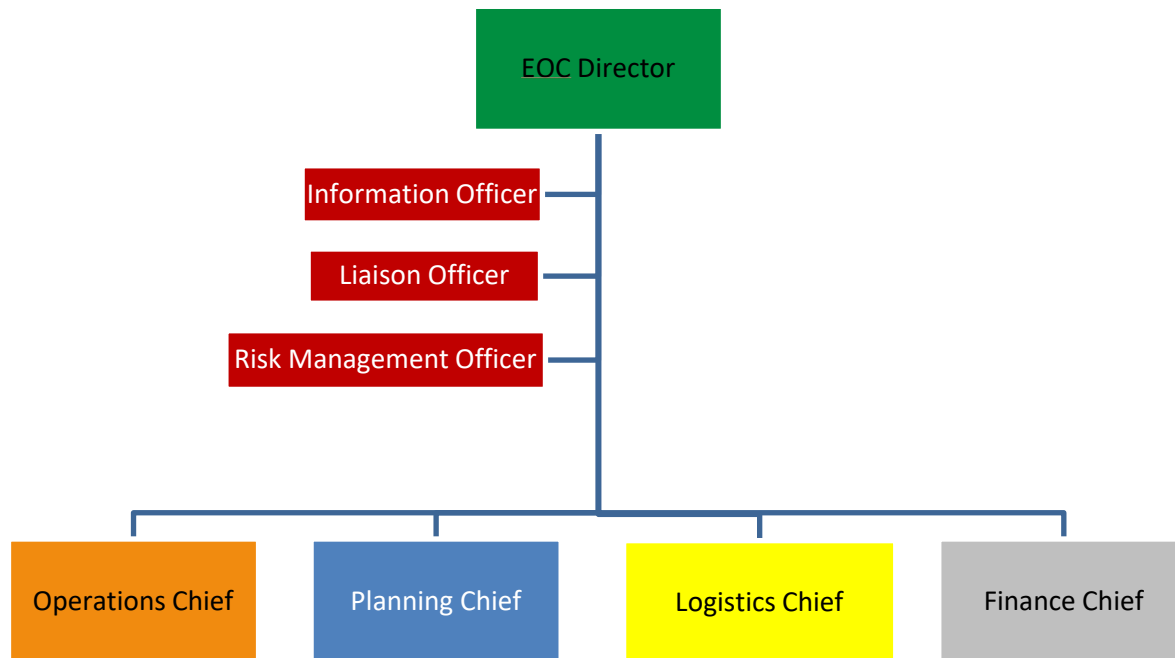 EOC Director
Information Officer
Liaison Officer
Risk Management Officer
Operations Chief
Planning Chief
Logistics Chief
Finance Chief